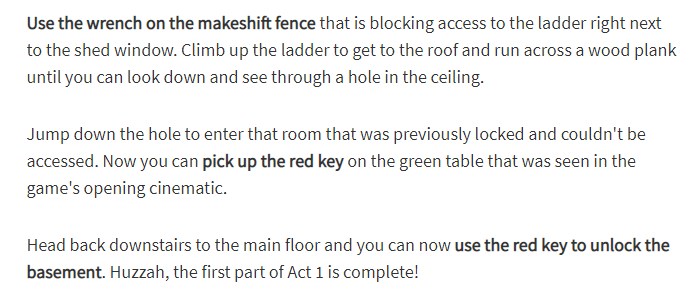 Use the wrench on the makeshift fence that is blocking access to the ladder right next
to the shed window. Climb up the ladder to get to the roof and run across a wood plank
until you can look down and see through a hole in the ceiling.
Jump down the hole to enter that room that was previously locked and couldn't be
accessed. Now you can pick up the red key on the green table that was seen in the
game's opening cinematic.
Head back downstairs to the main floor and you can now use the red key to unlock the
basement. Huzzah, the first part of Act 1 is complete!